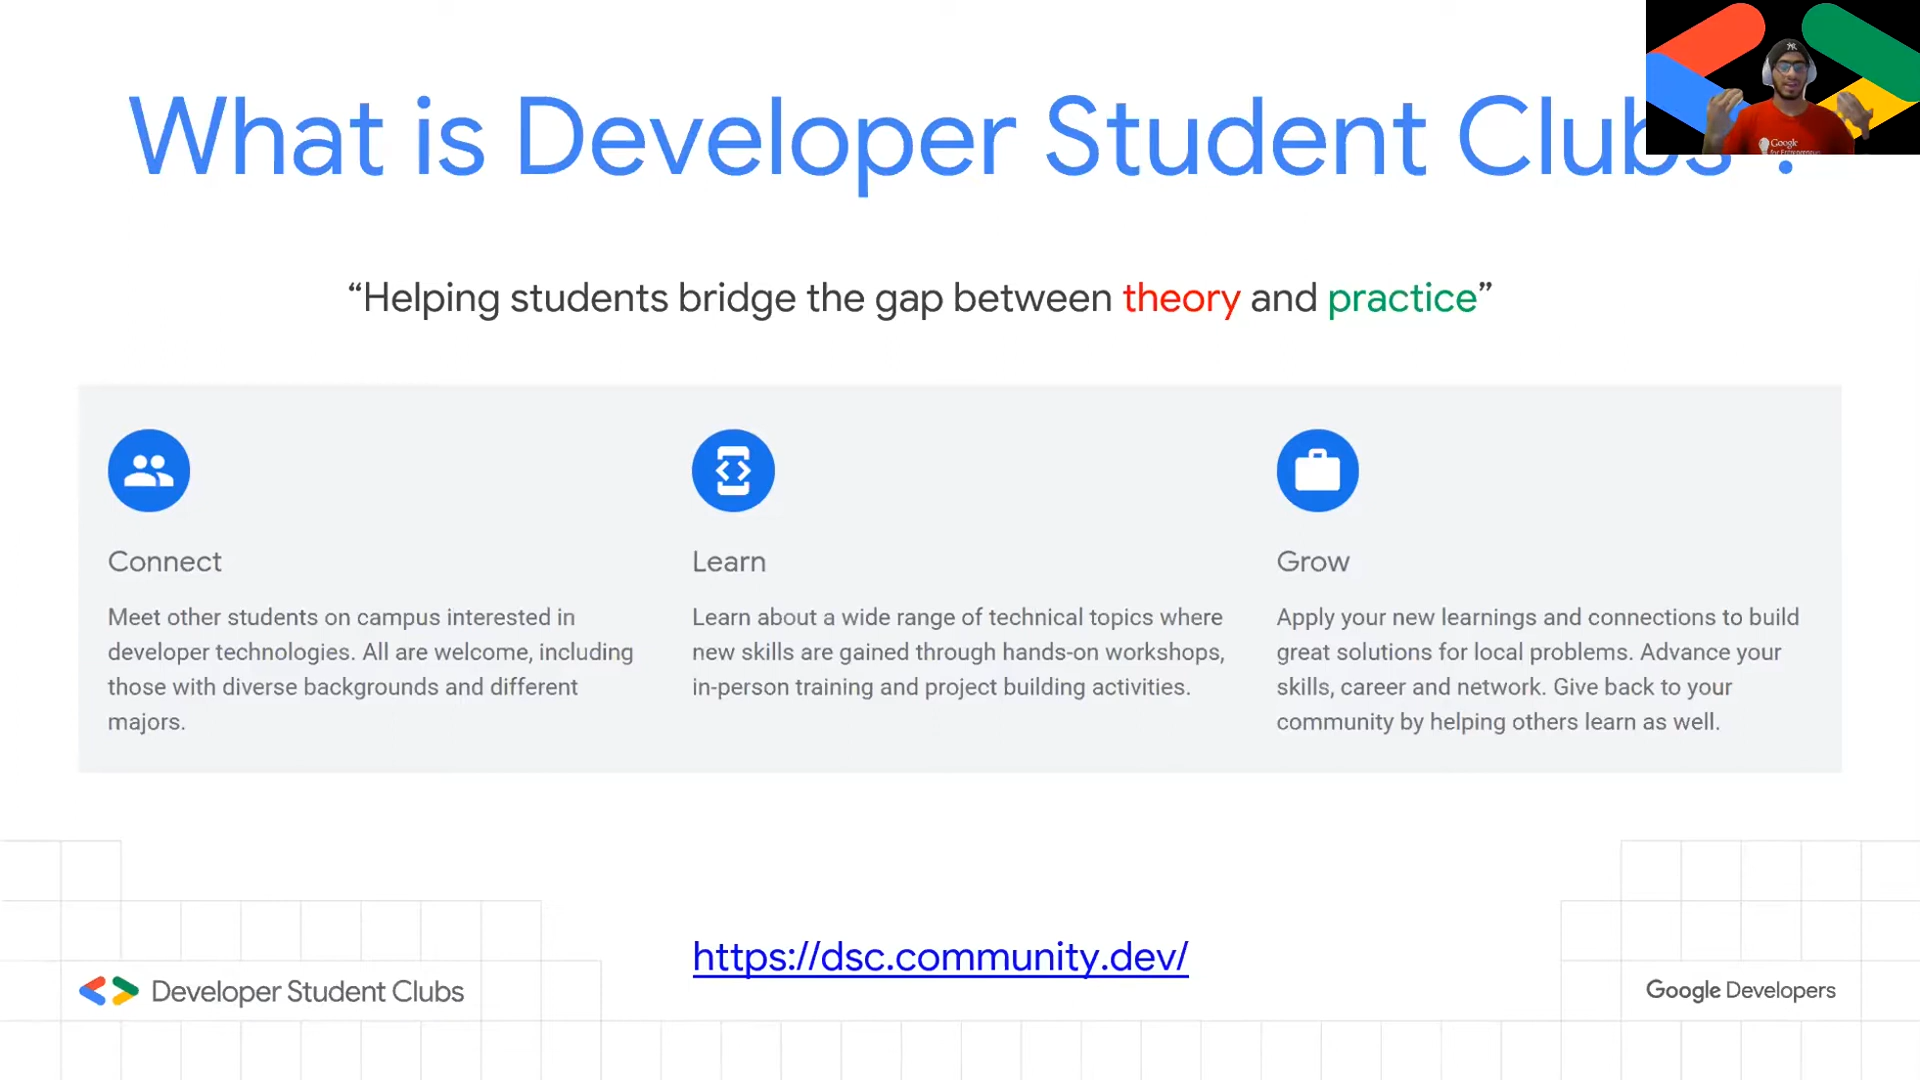 What is Developer Student Clubs ?
“Helping students bridge the gap between theory and practice”
Connect
Meet other students on campus interested in
developer technologies. All are welcome, including
those with diverse backgrounds and different
majors.
Learn
Learn about a wide range of technical topics where
new skills are gained through hands-on workshops,
in-person training and project building activities.
Grow
Apply your new learnings and connections to build
great solutions for local problems. Advance your
skills, career and network. Give back to your
community by helping others learn as well.
https://dsc.community.dev/
Developer Student Clubs
Google Developers
Google
for Entrepreneurs